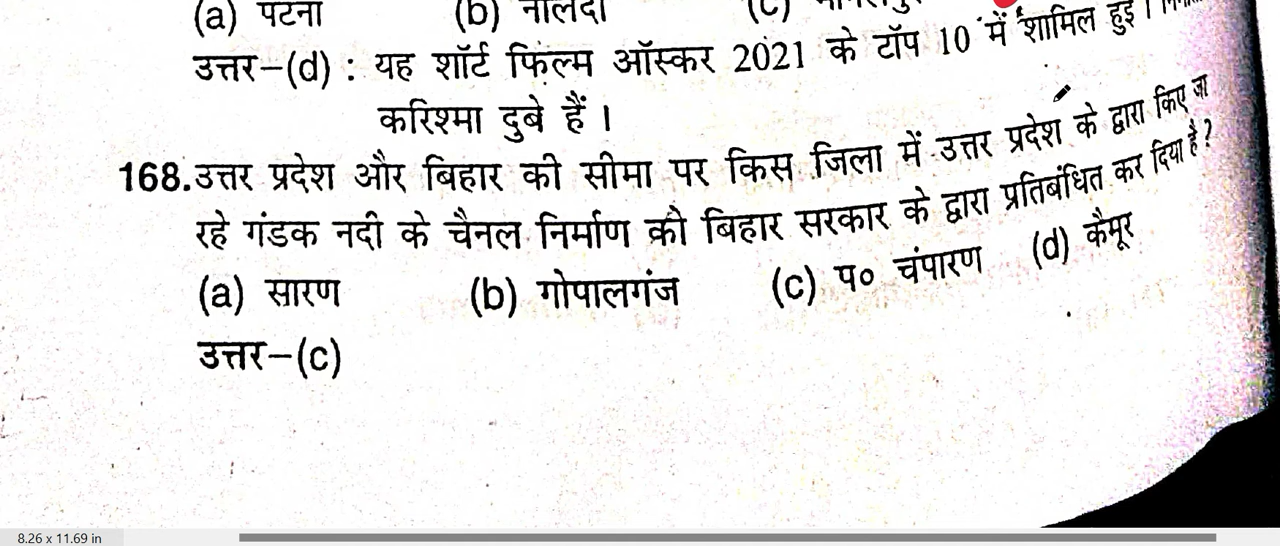 (a) पटना (b) नालंदा (c)
उत्तर–(d) : यह शॉर्ट फिल्म ऑस्कर 2021 के टॉप 10 में शामिल हुई ।
करिश्मा दुबे हैं ।
168. उत्तर प्रदेश और बिहार की सीमा पर किस जिला में उत्तर प्रदेश के द्वारा किए जा
रहे गंडक नदी के चैनल निर्माण को बिहार सरकार के द्वारा प्रतिबंधित कर दिया है?
(a) सारण (b) गोपालगंज (c) प० चंपारण (d) कैमूर
उत्तर–(c)
8.26 x 11.69 in